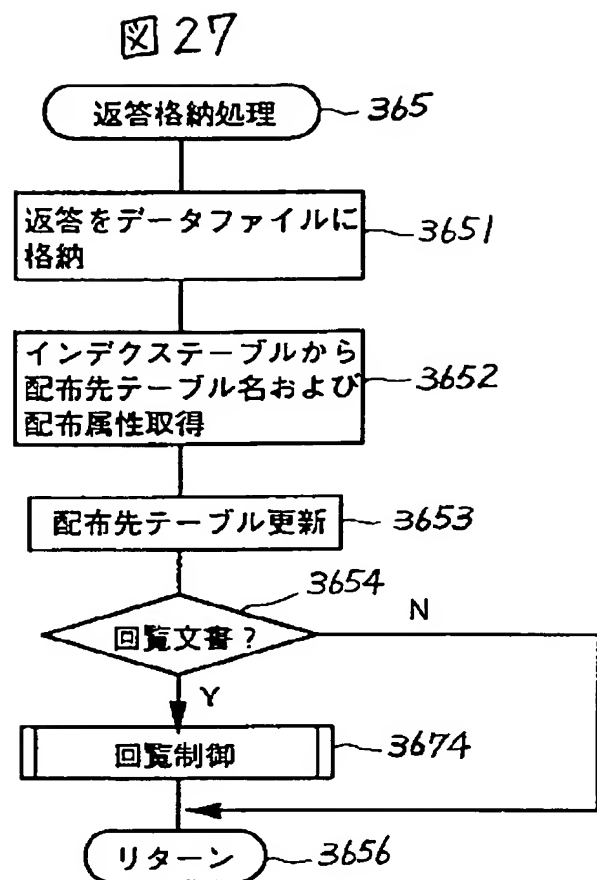 図27
返答格納処理
365
返答をデータファイルに
格納
3651
インデクステーブルから
配布先テーブル名および
配布属性取得
3652
配布先テーブル更新
3653
3654
回覧文書?
N
Y
回覧制御
3674
リターン
3656